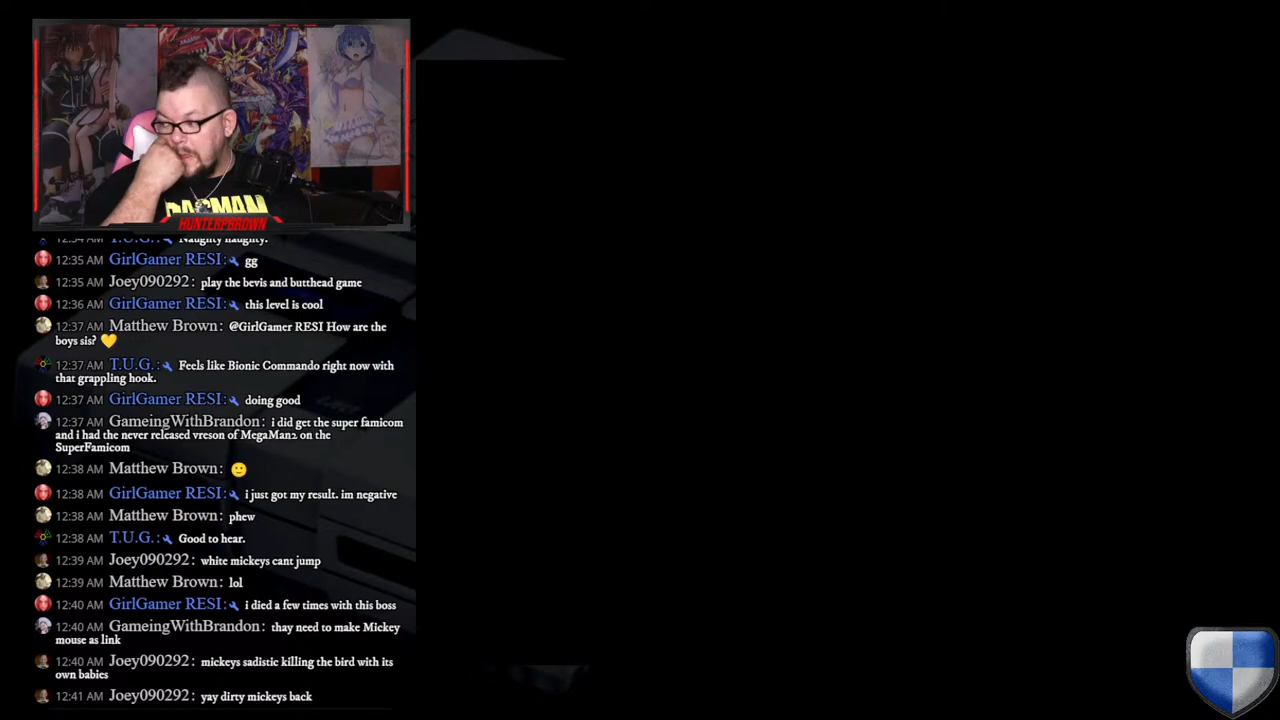 PACMAN
HUNTERPBROWN
12:34 AM T.U.G.: Naughty naughty.
12:35 AM GirlGamer RESI: gg
12:35 AM Joey090292: play the bevis and butthead game
12:36 AM GirlGamer RESI: this level is cool
12:37 AM Matthew Brown: @GirlGamer RESI How are the
boys sis? 💛
12:37 AM T.U.G.: Feels like Bionic Commando right now with
that grappling hook.
12:37 AM GirlGamer RESI: doing good
12:37 AM GameingWithBrandon: i did get the super famicom
and i had the never released vreson of MegaMan2 on the
SuperFamicom
12:38 AM Matthew Brown: 🙂
12:38 AM GirlGamer RESI: i just got my result. im negative
12:38 AM Matthew Brown: phew
12:38 AM T.U.G.: Good to hear.
12:39 AM Joey090292: white mickeys cant jump
12:39 AM Matthew Brown: lol
12:40 AM GirlGamer RESI: i died a few times with this boss
12:40 AM GameingWithBrandon: thay need to make Mickey
mouse as link
12:40 AM Joey090292: mickeys sadistic killing the bird with its
own babies
12:41 AM Joey090292: yay dirty mickeys back